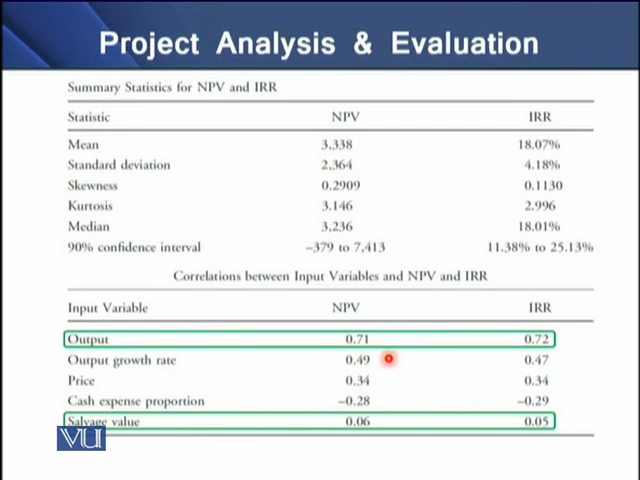 Project Analysis & Evaluation
Summary Statistics for NPV and IRR
Statistic NPV IRR
Mean 3,338 18.07%
Standard deviation 2,364 4.18%
Skewness 0.2909 0.1130
Kurtosis 3.146 2.996
Median 3,236 18.01%
90% confidence interval −379 to 7,413 11.38% to 25.13%
Correlations between Input Variables and NPV and IRR
Input Variable NPV IRR
Output 0.71 0.72
Output growth rate 0.49 0.47
Price 0.34 0.34
Cash expense proportion −0.28 −0.29
Salvage value 0.06 0.05
VU